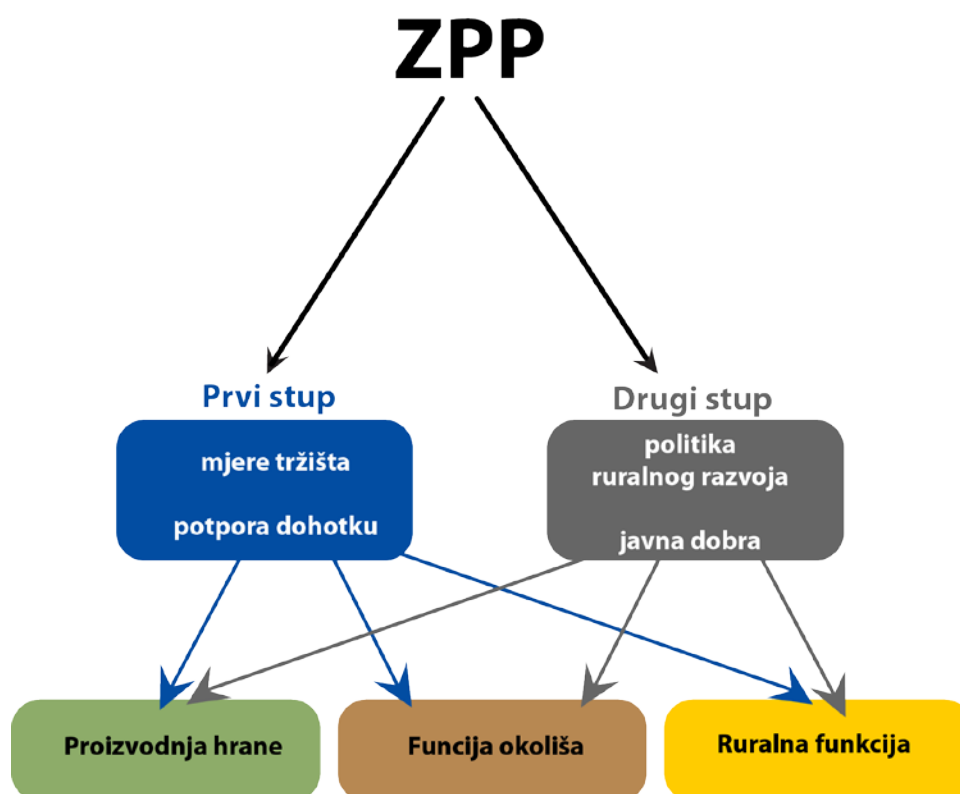 ZPP
Prvi stup
mjere tržišta
potpora dohotku
Drugi stup
politika
ruralnog razvoja
javna dobra
Proizvodnja hrane
Funcija okoliša
Ruralna funkcija